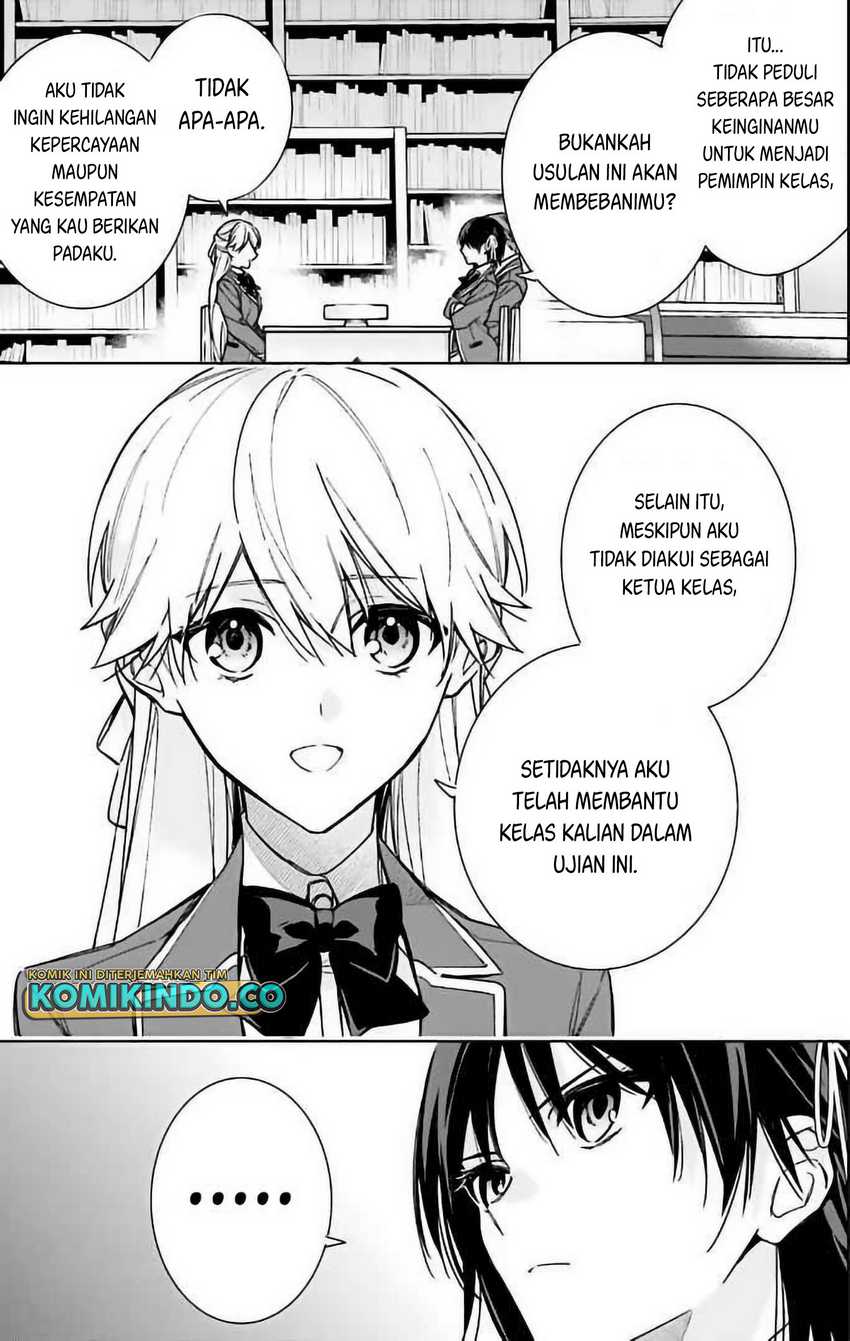 ITU...
TIDAK PEDULI
SEBERAPA BESAR
KEINGINANMU
UNTUK MENJADI
PEMIMPIN KELAS,
BUKANKAH
USULAN INI AKAN
MEMBEBANIMU?
TIDAK
APA-APA.
AKU TIDAK
INGIN KEHILANGAN
KEPERCAYAAN
MAUPUN
KESEMPATAN
YANG KAU BERIKAN
PADAKU.
SELAIN ITU,
MESKIPUN AKU
TIDAK DIAKUI SEBAGAI
KETUA KELAS,
SETIDAKNYA AKU
TELAH MEMBANTU
KELAS KALIAN DALAM
UJIAN INI.
KOMIK INI DITERJEMAHKAN TIM
KOMIKINDO.CO
.....